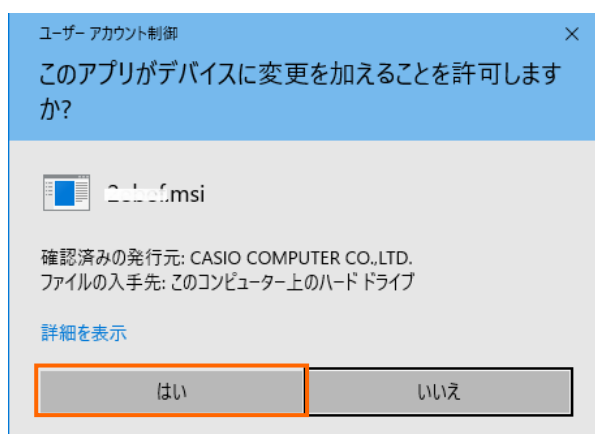 ユーザー アカウント制御
このアプリがデバイスに変更を加えることを許可します
か?
.msi
確認済みの発行元: CASIO COMPUTER CO.,LTD.
ファイルの入手先: このコンピューター上のハード ドライブ
詳細を表示
はい
いいえ